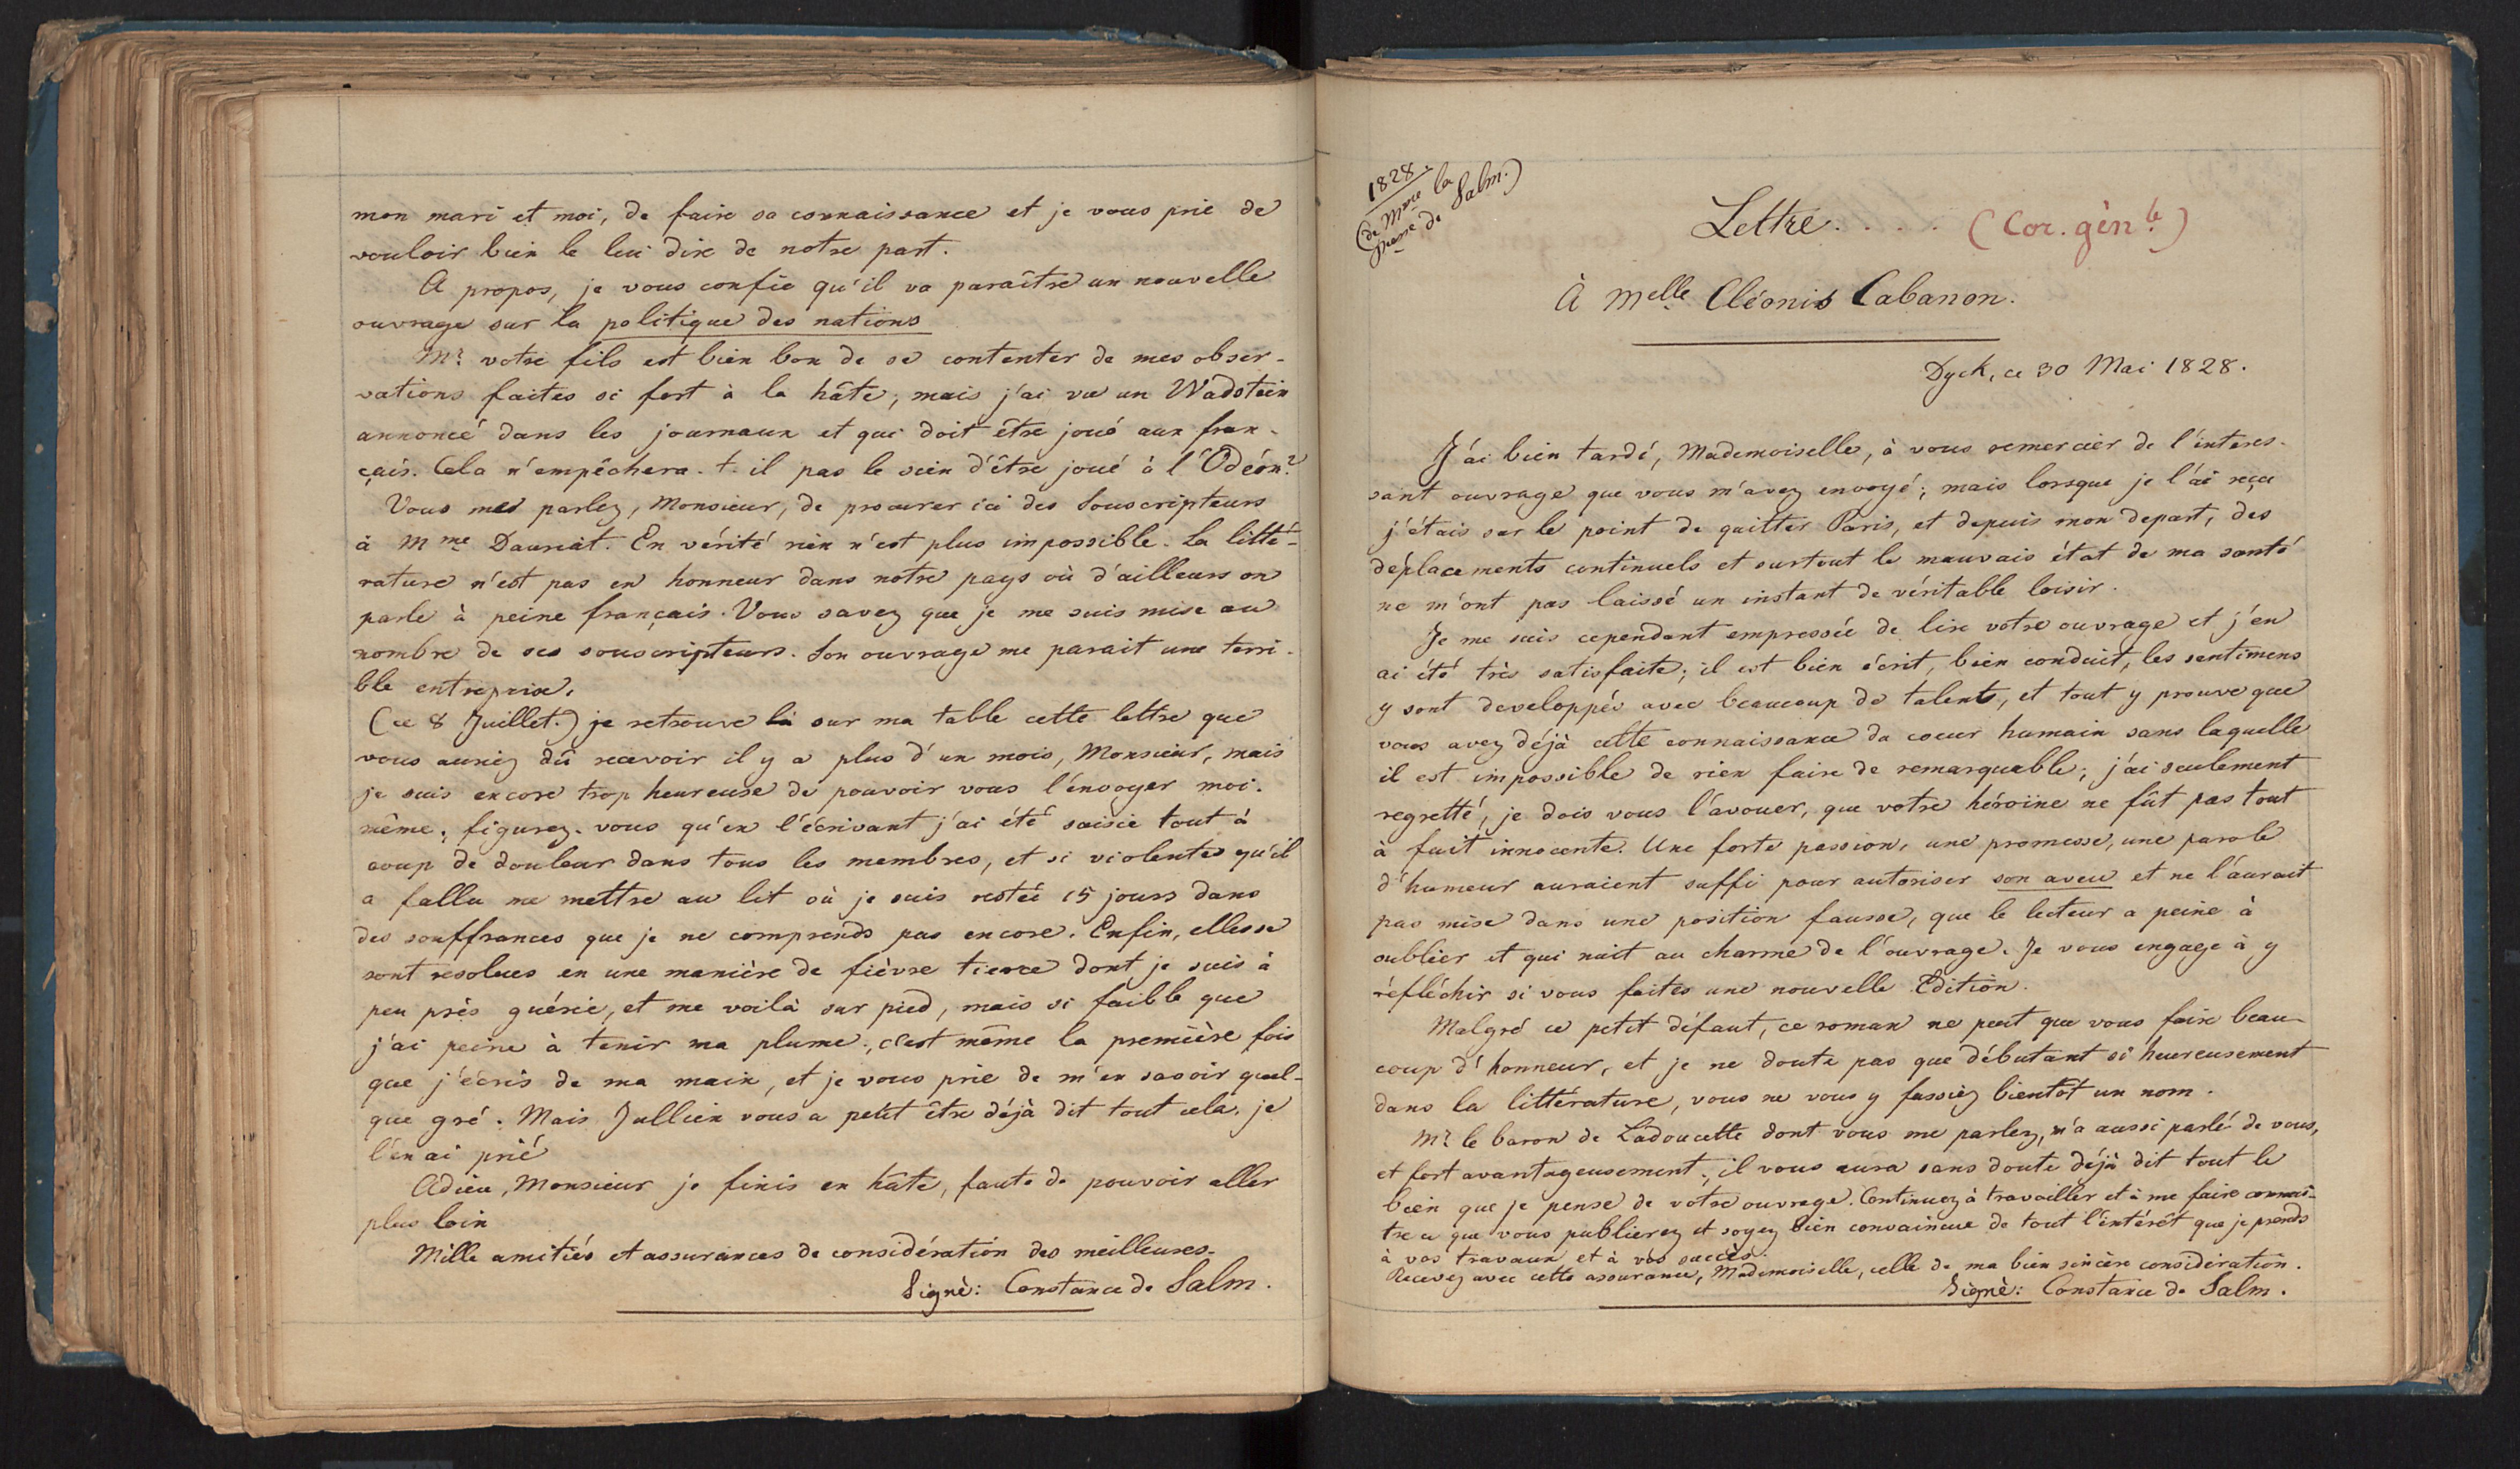 mon mari et moi, de faire sa connaissance et je vous prie de
vouloir bien le lui dire de notre part.
A propos, je vous confie qu'il va paraître un nouvelle
ouvrage sur la politique des nations
Mr. votre fils est bien bon de se contenter de mes obser-
vations faites si fort à la hâte; mais j'ai vu un Wadstein
annoncé dans les journaux et qui doit être joué aux fran-
çais. Cela n'empêchera-t-il pas le sien d'être joué à l'Odéon?
Vous me parlez, Monsieur, de procurer ici des Souscripteurs
à Mme Dauriat. En vérité rien n'est plus impossible. La litté-
rature n'est pas en honneur dans notre pays où d'ailleurs on
parle à peine français. Vous savez que je me suis mise au
nombre de ses souscripteurs. Son ouvrage me parait une terri-
ble entreprise.
(ce 8 Juillet.) je retrouve là sur ma table cette lettre que
vous auriez dû recevoir il y a plus d'un mois, Monsieur, mais
je suis encore trop heureuse de pouvoir vous l'envoyer moi-
même; figurez-vous qu'en l'écrivant j'ai été saisie tout à
coup de douleur dans tous les membres, et si violentes qu'il
a fallu me mettre au lit où je suis restée 15 jours dans
des souffrances que je ne comprends pas encore. Enfin, elles se
sont resolues en une manière de fièvre tierce dont je suis à
peu près guérie, et me voilà sur pied, mais si faible que
j'ai peine à tenir ma plume; c'est même la première fois
que j'écris de ma main, et je vous prie de m'en savoir quel-
que gré. Mais Jullien vous a petit être déjà dit tout cela; je
l'en ai prié
Adieu, Monsieur je finis en hâte, faute de pouvoir aller
plus loin
Mille amitiés et assurances de considération des meilleures.
Signé: Constance de Salm.
1828.
(de Mme la
Psse de Salm.)
Lettre.... (Cor. gènle)
À Melle Cléonis Cabanon.
Dyck, ce 30 Mai 1828.
J'ai bien tardé, Mademoiselle, à vous remercier de l'interes-
sant ouvrage que vous m'avez envoyé; mais lorsque je l'ai reçu
j'étais sur le point de quitter Paris, et depuis mon depart, des
déplacements continuels et surtout le mauvais état de ma santé
ne m'ont pas laissé un instant de véritable loisir.
Je me suis cependant empressée de lire votre ouvrage et j'en
ai été très satisfaite; il est bien écrit, bien conduit, les sentimens
y sont developpés avec beaucoup de talents, et tout y prouve que
vous avez déjà cette connaissance du coeur humain sans laquelle
il est impossible de rien faire de remarquable; j'ai seulement
regretté, je dois vous l'avouer, que votre héroïne ne fût pas tout
à fait innocente. Une forte passion, une promesse, une parole
d'humeur auraient suffi pour autoriser son aveu et ne l'aurait
pas mise dans une position fausse, que le lecteur a peine à
oublier et qui nuit au charme de l'ouvrage. Je vous engage à y
réfléchir si vous faites une nouvelle Edition.
Malgré ce petit défaut, ce roman ne peut que vous faire beau-
coup d'honneur, et je ne doute pas que débutant si heureusement
dans la littérature, vous ne vous y fassiez bientôt un nom.
Mr le baron de Ladoucette dont vous me parlez, m'a aussi parlé de vous,
et fort avantageusement; il vous aura sans doute déjà dit tout le
bien que je pense de votre ouvrage. Continuez à travailler et à me faire connaî-
tre ce que vous publierez et soyez bien convaincue de tout l'intérêt que je prends
à vos travaux et à vos succès.
Recevez avec cette assurance, Mademoiselle, celle de ma bien sincère considération.
Signé: Constance de Salm.